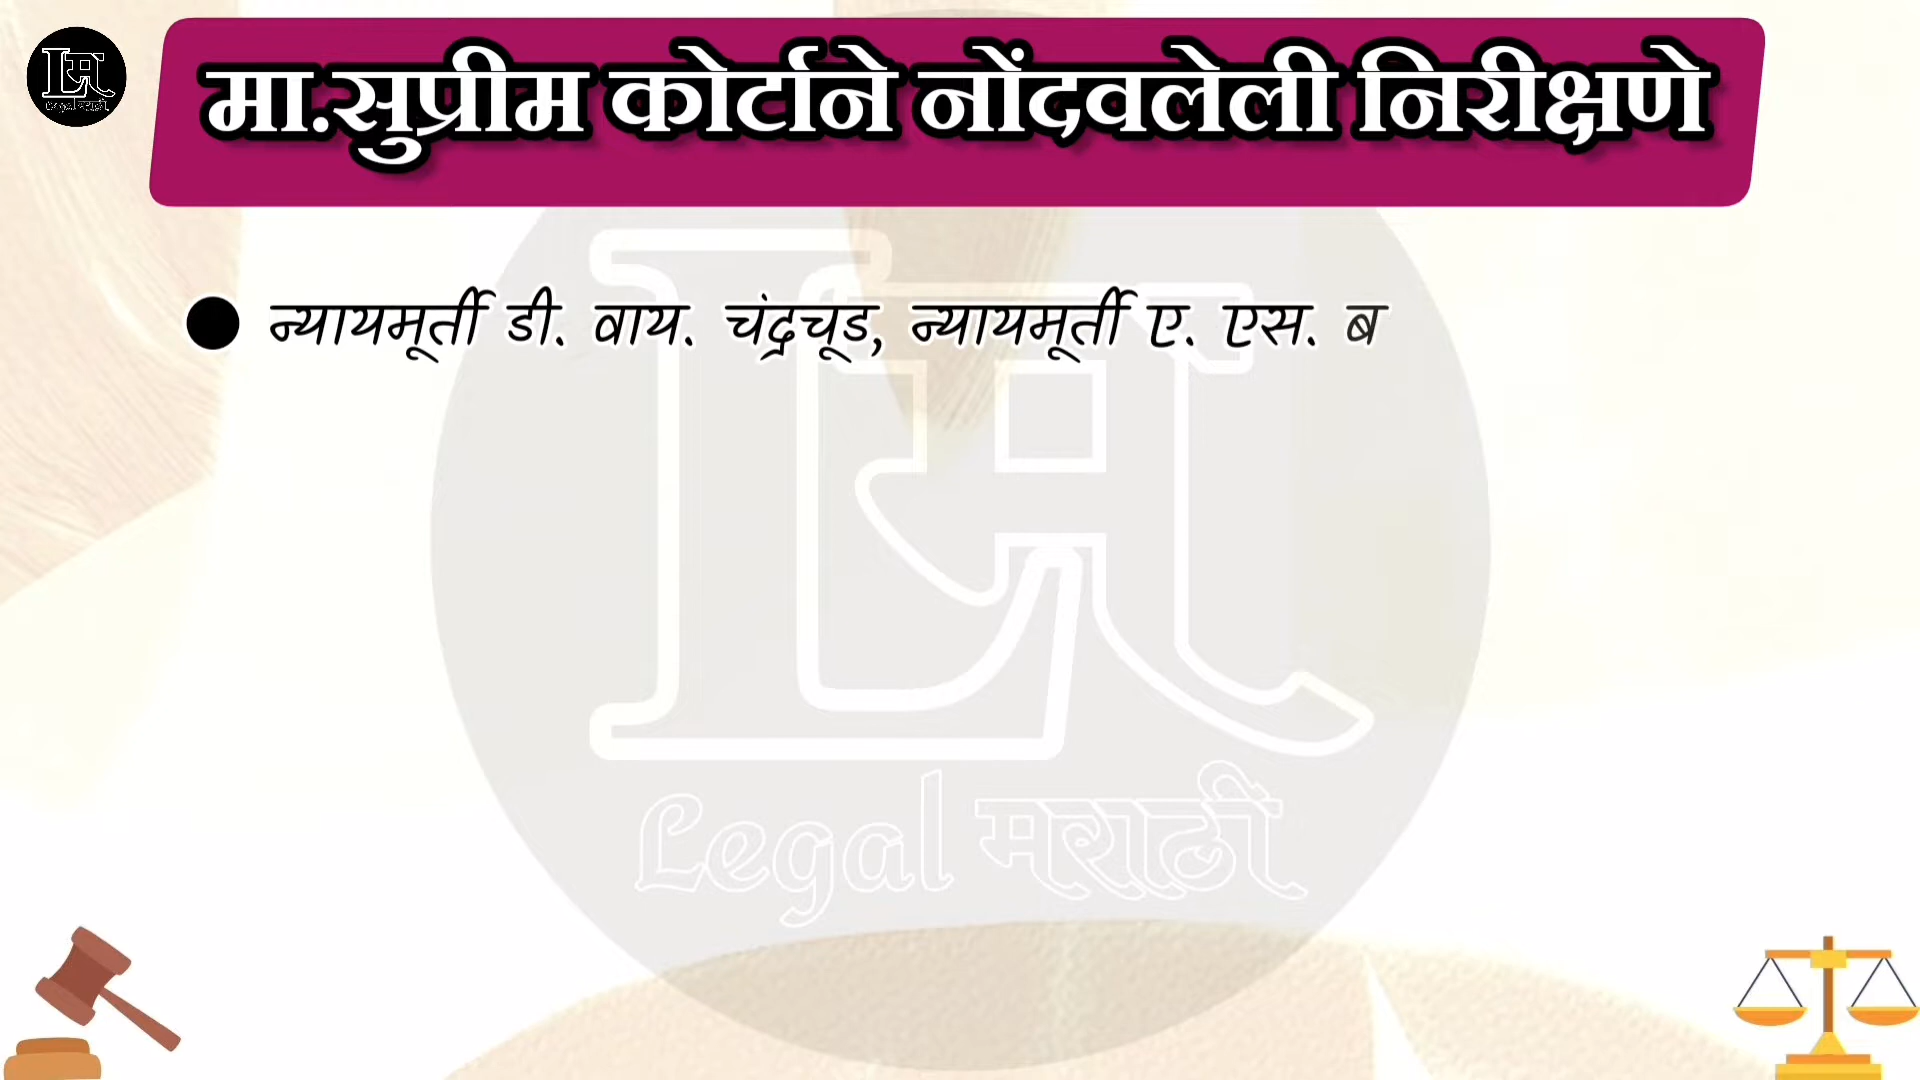 मा.सुप्रीम कोर्टाने नोंदवलेली निरीक्षणे
न्यायमूर्ती डी. वाय. चंद्रचूड, न्यायमूर्ती ए. एस. ब
Legal मराठी